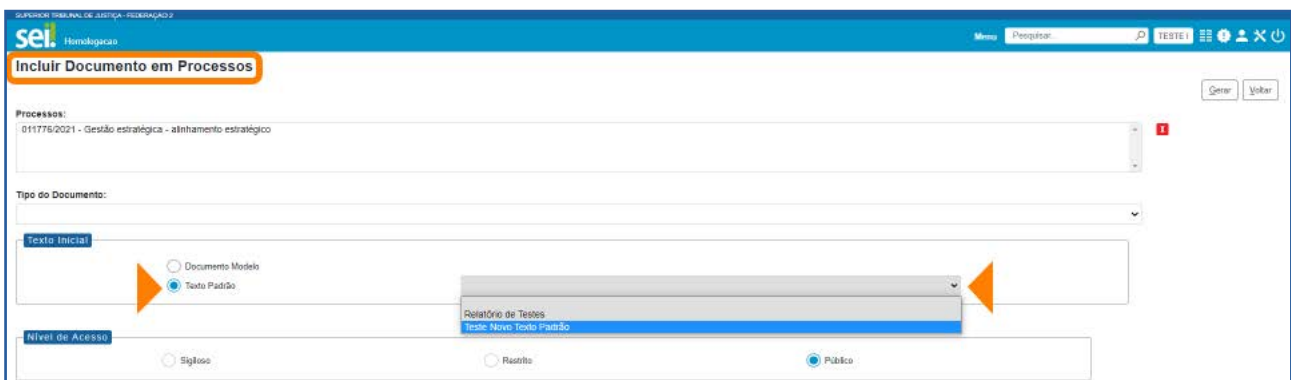 SUPERIOR TRIBUNAL DE JUSTIÇA - FEDERAÇÃO 2
sei. Homologacao Menu Pesquisar... TESTE I
Incluir Documento em Processos
Gerar Voltar
Processos:
011776/2021 - Gestão estratégica - alinhamento estratégico
Tipo do Documento:
Texto Inicial
Documento Modelo
Texto Padrão
Relatório de Testes
Teste Novo Texto Padrão
Nível de Acesso
Sigiloso Restrito Público